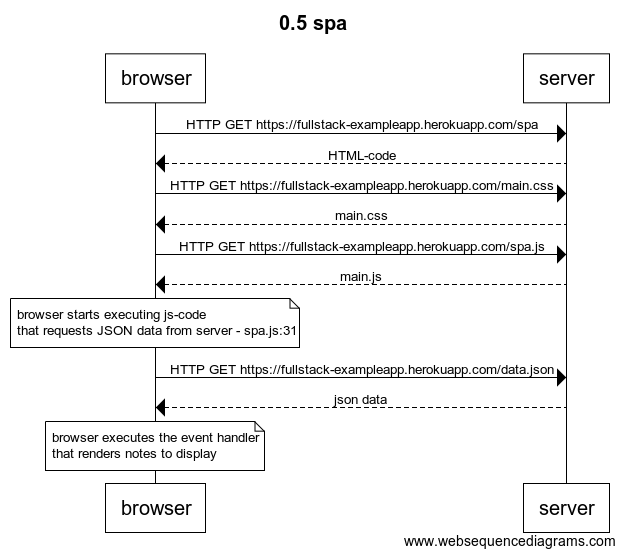 0.5 spa
browser
server
HTTP GET https://fullstack-exampleapp.herokuapp.com/spa
HTML-code
HTTP GET https://fullstack-exampleapp.herokuapp.com/main.css
main.css
HTTP GET https://fullstack-exampleapp.herokuapp.com/spa.js
main.js
browser starts executing js-code
that requests JSON data from server - spa.js:31
HTTP GET https://fullstack-exampleapp.herokuapp.com/data.json
json data
browser executes the event handler
that renders notes to display
browser
server
www.websequencediagrams.com